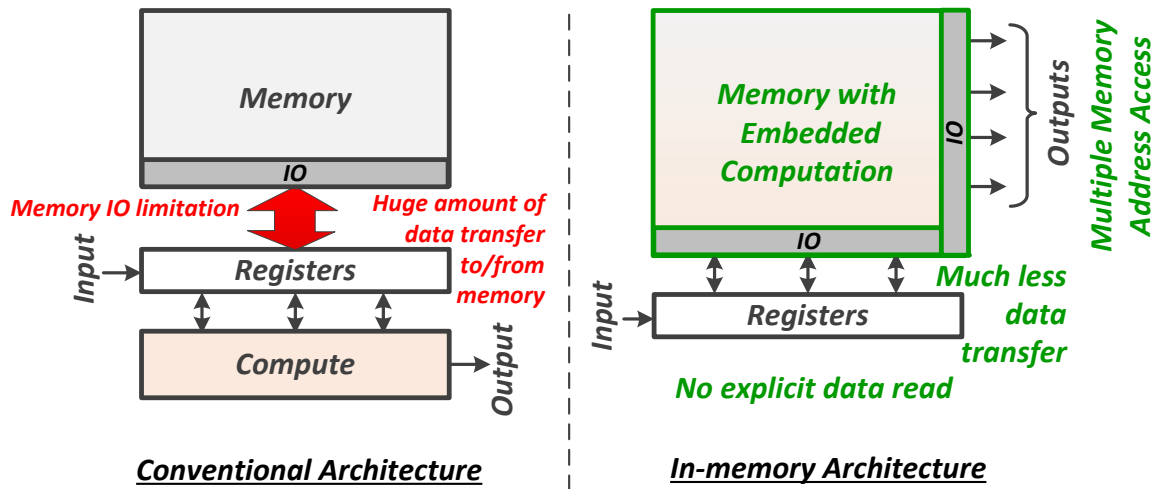 Memory
IO
Memory IO limitation
Huge amount of
data transfer
to/from
memory
Input
Registers
Compute
Output
Conventional Architecture
Memory with
Embedded
Computation
IO
IO
Outputs
Multiple Memory
Address Access
Input
Registers
Much less
data
transfer
No explicit data read
In-memory Architecture